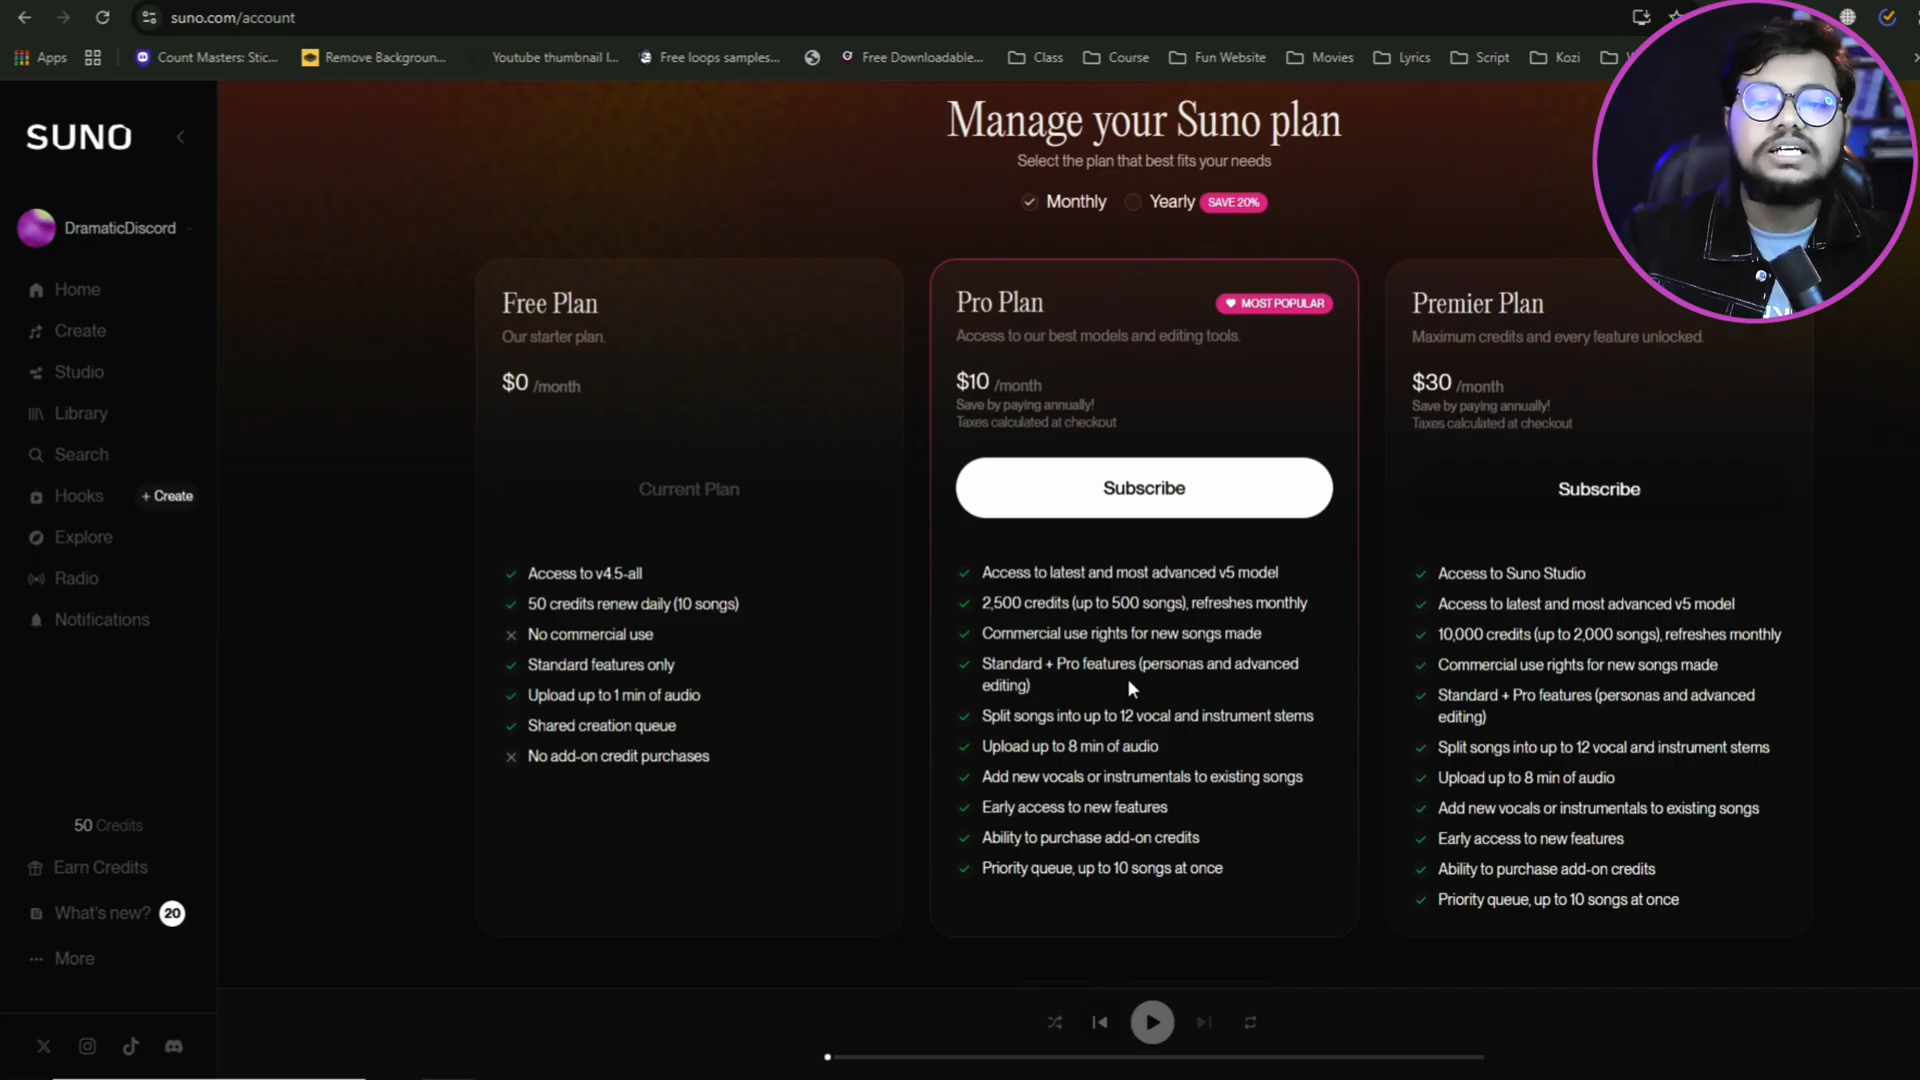 suno.com/account
Apps
Count Masters: Stic...
Remove Backgroun...
Youtube thumbnail l...
Free loops samples...
Free Downloadable...
Class
Course
Fun Website
Movies
Lyrics
Script
Kozi
SUNO
DramaticDiscord
Home
Create
Studio
Library
Search
Hooks
+ Create
Explore
Radio
Notifications
50 Credits
Earn Credits
What's new? 20
More
Manage your Suno plan
Select the plan that best fits your needs
Monthly
Yearly
SAVE 20%
Free Plan
Our starter plan.
$0 /month
Current Plan
Access to v4.5-all
50 credits renew daily (10 songs)
No commercial use
Standard features only
Upload up to 1 min of audio
Shared creation queue
No add-on credit purchases
Pro Plan
MOST POPULAR
Access to our best models and editing tools.
$10 /month
Save by paying annually!
Taxes calculated at checkout
Subscribe
Access to latest and most advanced v5 model
2,500 credits (up to 500 songs), refreshes monthly
Commercial use rights for new songs made
Standard + Pro features (personas and advanced
editing)
Split songs into up to 12 vocal and instrument stems
Upload up to 8 min of audio
Add new vocals or instrumentals to existing songs
Early access to new features
Ability to purchase add-on credits
Priority queue, up to 10 songs at once
Premier Plan
Maximum credits and every feature unlocked.
$30 /month
Save by paying annually!
Taxes calculated at checkout
Subscribe
Access to Suno Studio
Access to latest and most advanced v5 model
10,000 credits (up to 2,000 songs), refreshes monthly
Commercial use rights for new songs made
Standard + Pro features (personas and advanced
editing)
Split songs into up to 12 vocal and instrument stems
Upload up to 8 min of audio
Add new vocals or instrumentals to existing songs
Early access to new features
Ability to purchase add-on credits
Priority queue, up to 10 songs at once